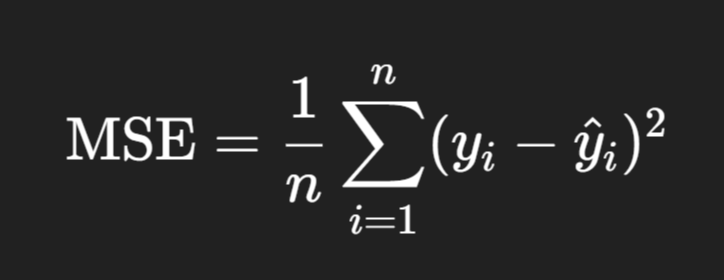 MSE = \frac{1}{n} \sum_{i=1}^{n} (y_i - \hat{y}_i)^2